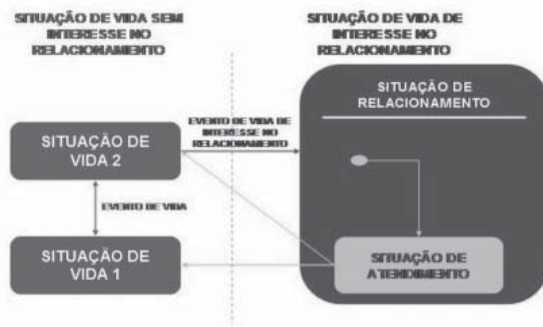 SITUAÇÃO DE VIDA SEM
INTERESSE NO
RELACIONAMENTO
SITUAÇÃO DE VIDA DE
INTERESSE NO
RELACIONAMENTO
SITUAÇÃO DE
RELACIONAMENTO
EVENTO DE VIDA DE
INTERESSE NO
RELACIONAMENTO
SITUAÇÃO DE
VIDA 2
EVENTO DE VIDA
SITUAÇÃO DE
VIDA 1
SITUAÇÃO DE
ATENDIMENTO